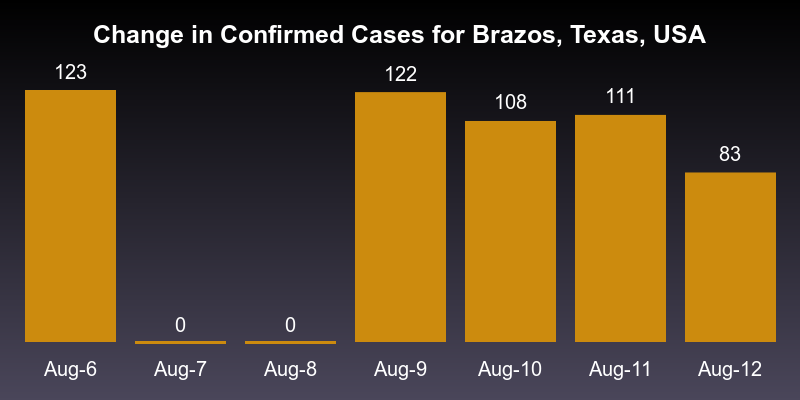 Change in Confirmed Cases for Brazos, Texas, USA
123
0
0
122
108
111
83
Aug-6
Aug-7
Aug-8
Aug-9
Aug-10
Aug-11
Aug-12